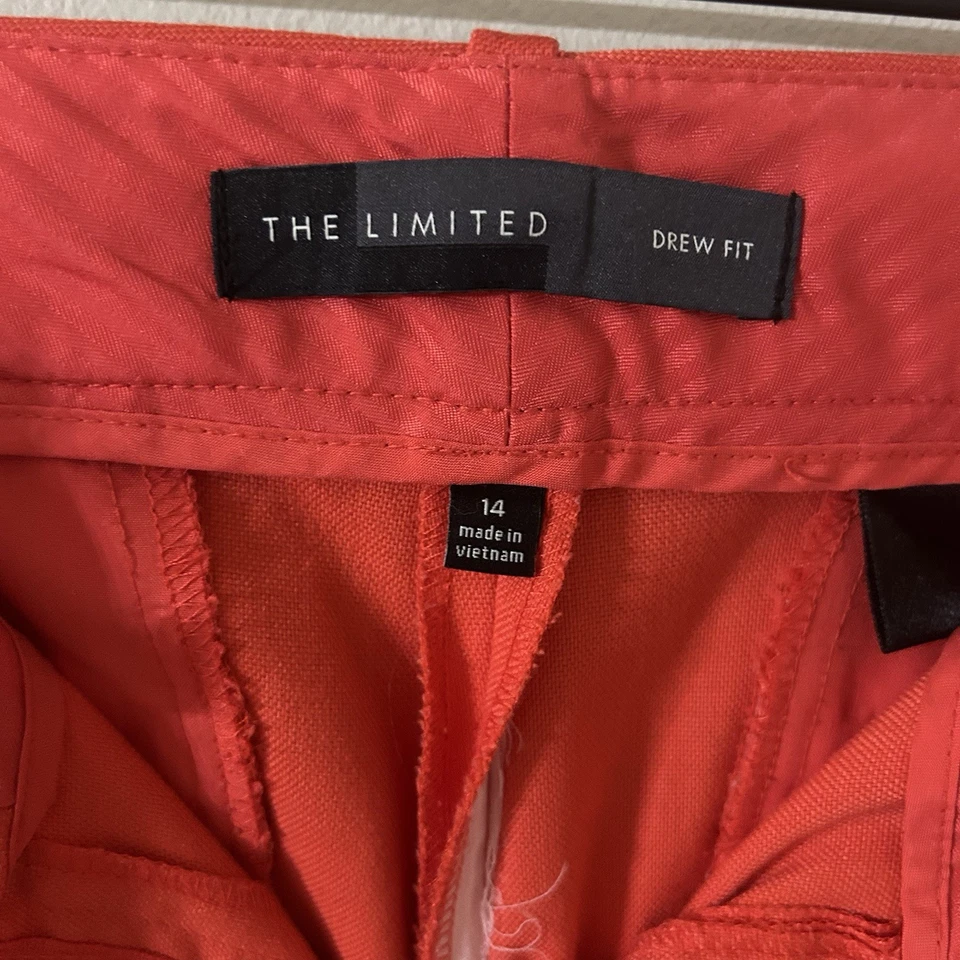 THE LIMITED DREW FIT
14
made in
vietnam